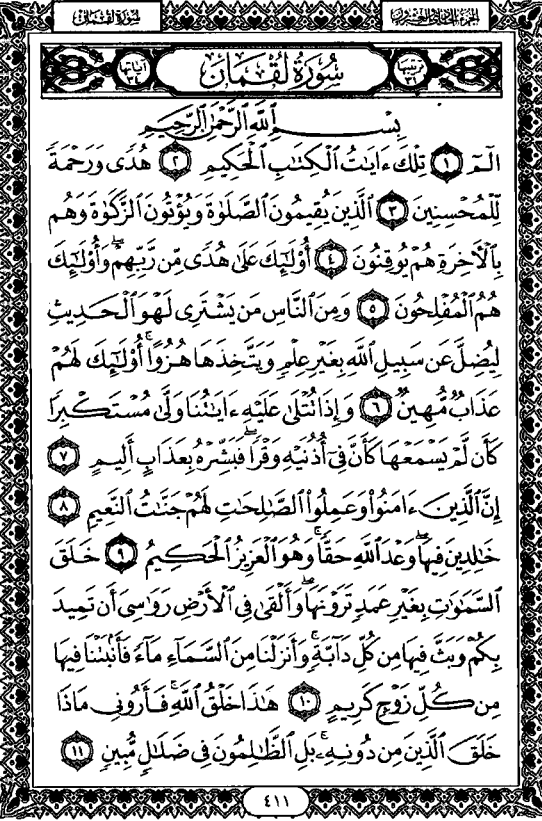 الجزء الحادي والعشرون سورة لقمان
ترتيبها ٣١ سُورَةُ لُقۡمَانَ آياتها ٣٤
بِسۡمِ ٱللَّهِ ٱلرَّحۡمَٰنِ ٱلرَّحِيمِ
الٓمٓ ١ تِلۡكَ ءَايَٰتُ ٱلۡكِتَٰبِ ٱلۡحَكِيمِ ٢ هُدٗى وَرَحۡمَةٗ
لِّلۡمُحۡسِنِينَ ٣ ٱلَّذِينَ يُقِيمُونَ ٱلصَّلَوٰةَ وَيُؤۡتُونَ ٱلزَّكَوٰةَ وَهُم
بِٱلۡأٓخِرَةِ هُمۡ يُوقِنُونَ ٤ أُوْلَٰٓئِكَ عَلَىٰ هُدٗى مِّن رَّبِّهِمۡۖ وَأُوْلَٰٓئِكَ
هُمُ ٱلۡمُفۡلِحُونَ ٥ وَمِنَ ٱلنَّاسِ مَن يَشۡتَرِي لَهۡوَ ٱلۡحَدِيثِ
لِيُضِلَّ عَن سَبِيلِ ٱللَّهِ بِغَيۡرِ عِلۡمٖ وَيَتَّخِذَهَا هُزُوًاۚ أُوْلَٰٓئِكَ لَهُمۡ
عَذَابٞ مُّهِينٞ ٦ وَإِذَا تُتۡلَىٰ عَلَيۡهِ ءَايَٰتُنَا وَلَّىٰ مُسۡتَكۡبِرٗا
كَأَن لَّمۡ يَسۡمَعۡهَا كَأَنَّ فِيٓ أُذُنَيۡهِ وَقۡرٗاۖ فَبَشِّرۡهُ بِعَذَابٍ أَلِيمٍ ٧
إِنَّ ٱلَّذِينَ ءَامَنُواْ وَعَمِلُواْ ٱلصَّٰلِحَٰتِ لَهُمۡ جَنَّٰتُ ٱلنَّعِيمِ ٨
خَٰلِدِينَ فِيهَاۖ وَعۡدَ ٱللَّهِ حَقّٗاۚ وَهُوَ ٱلۡعَزِيزُ ٱلۡحَكِيمُ ٩ خَلَقَ
ٱلسَّمَٰوَٰتِ بِغَيۡرِ عَمَدٖ تَرَوۡنَهَاۖ وَأَلۡقَىٰ فِي ٱلۡأَرۡضِ رَوَٰسِيَ أَن تَمِيدَ
بِكُمۡ وَبَثَّ فِيهَا مِن كُلِّ دَآبَّةٖۚ وَأَنزَلۡنَا مِنَ ٱلسَّمَآءِ مَآءٗ فَأَنۢبَتۡنَا فِيهَا
مِن كُلِّ زَوۡجٖ كَرِيمٍ ١٠ هَٰذَا خَلۡقُ ٱللَّهِ فَأَرُونِي مَاذَا
خَلَقَ ٱلَّذِينَ مِن دُونِهِۦۚ بَلِ ٱلظَّٰلِمُونَ فِي ضَلَٰلٖ مُّبِينٖ ١١
٤١١